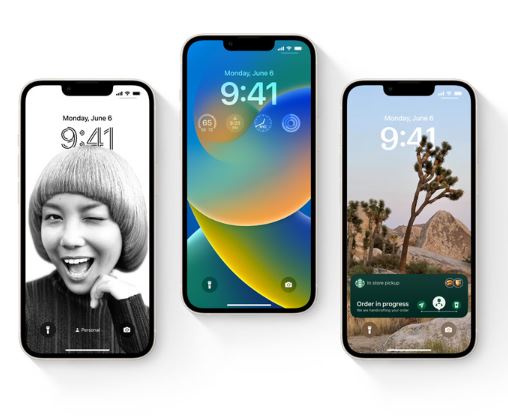 Monday, June 6
9:41
Personal
Monday, June 6
9:41
65
Monday, June 6
9:41
In store pickup
Order in progress
We are handcrafting your order